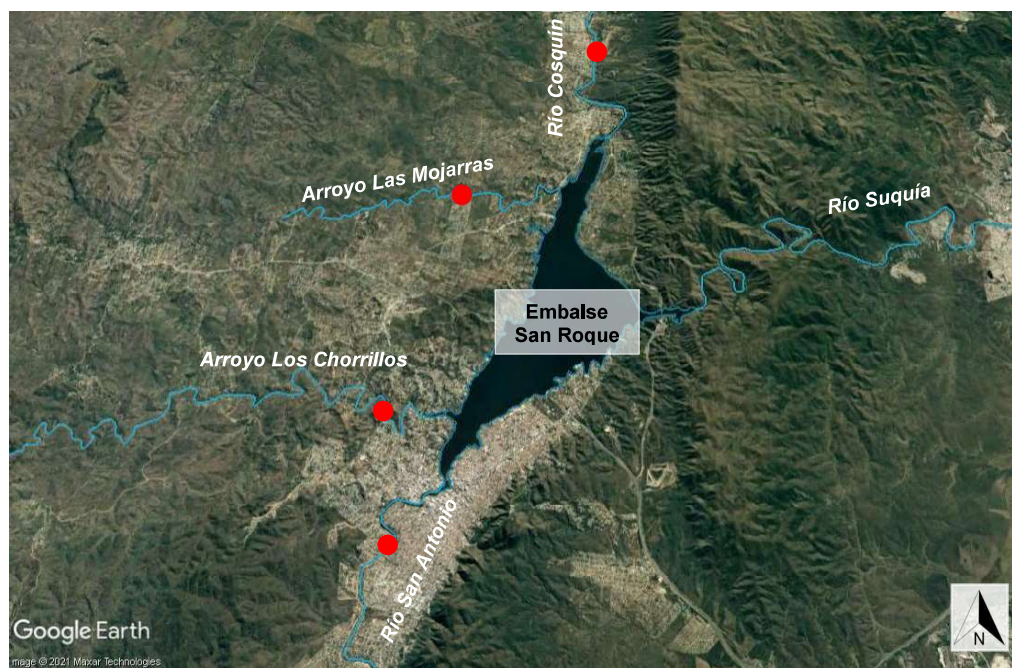 Río Cosquín
Arroyo Las Mojarras
Río Suquía
Embalse
San Roque
Arroyo Los Chorrillos
Río San Antonio
Google Earth
mage © 2021 Maxar Technologies
N